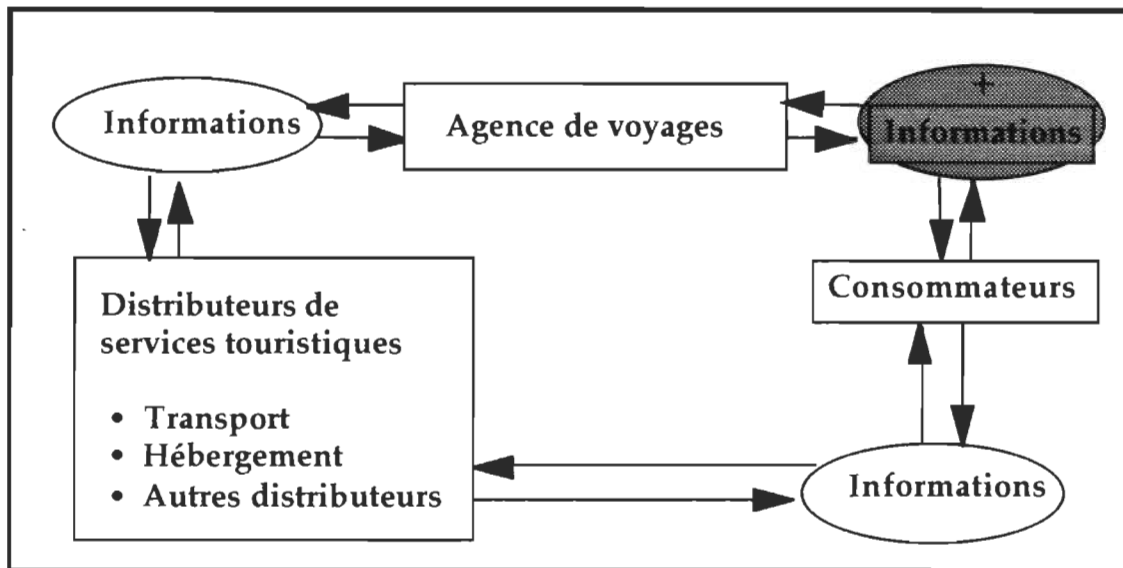 +
Informations
Agence de voyages
Informations
Distributeurs de
services touristiques
• Transport
• Hébergement
• Autres distributeurs
Consommateurs
Informations